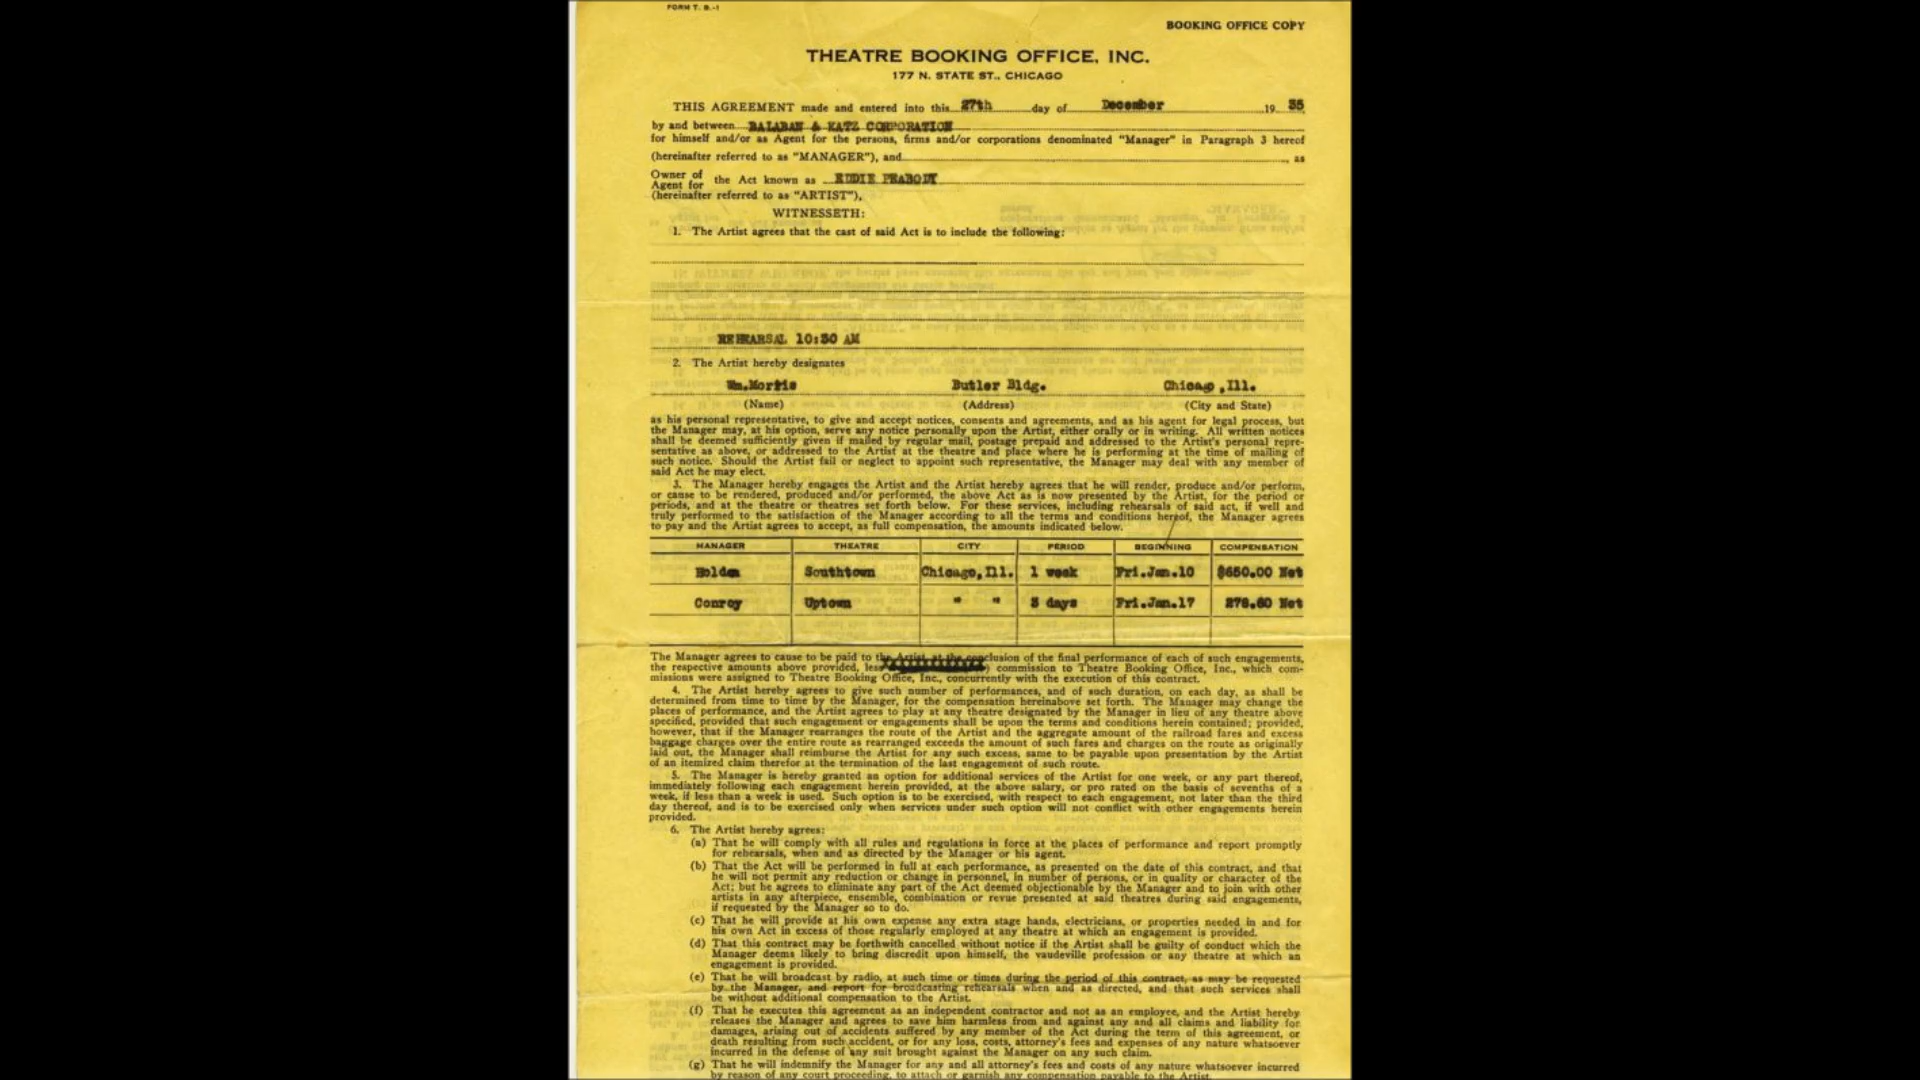 FORM T. B.-1
BOOKING OFFICE COPY
THEATRE BOOKING OFFICE, INC.
177 N. STATE ST., CHICAGO
THIS AGREEMENT made and entered into this 27th day of December 19 35
by and between BALABAN & KATZ CORPORATION
for himself and/or as Agent for the persons, firms and/or corporations denominated "Manager" in Paragraph 3 hereof
(hereinafter referred to as "MANAGER"), and , as
Owner of
Agent for the Act known as EDDIE PEABODY
(hereinafter referred to as "ARTIST"),
WITNESSETH:
1. The Artist agrees that the cast of said Act is to include the following:
REHEARSAL 10:30 AM
2. The Artist hereby designates
Wm.Morris Butler Bldg. Chicago,Ill.
(Name) (Address) (City and State)
as his personal representative, to give and accept notices, consents and agreements, and as his agent for legal process, but
the Manager may, at his option, serve any notice personally upon the Artist, either orally or in writing. All written notices
shall be deemed sufficiently given if mailed by regular mail, postage prepaid and addressed to the Artist's personal repre-
sentative as above, or addressed to the Artist at the theatre and place where he is performing at the time of mailing of
such notice. Should the Artist fail or neglect to appoint such representative, the Manager may deal with any member of
said Act he may elect.
3. The Manager hereby engages the Artist and the Artist hereby agrees that he will render, produce and/or perform,
or cause to be rendered, produced and/or performed, the above Act as is now presented by the Artist, for the period or
periods, and at the theatre or theatres set forth below. For these services, including rehearsals of said act, if well and
truly performed to the satisfaction of the Manager according to all the terms and conditions hereof, the Manager agrees
to pay and the Artist agrees to accept, as full compensation, the amounts indicated below.
MANAGER THEATRE CITY PERIOD BEGINNING COMPENSATION
Holden Southtown Chicago,Ill. 1 week Fri.Jan.10 $650.00 Net
Conroy Uptown " " 3 days Fri.Jan.17 278.60 Net
The Manager agrees to cause to be paid to the Artist at the conclusion of the final performance of each of such engagements,
the respective amounts above provided, less ) commission to Theatre Booking Office, Inc., which com-
missions were assigned to Theatre Booking Office, Inc., concurrently with the execution of this contract.
4. The Artist hereby agrees to give such number of performances, and of such duration, on each day, as shall be
determined from time to time by the Manager, for the compensation hereinabove set forth. The Manager may change the
places of performance, and the Artist agrees to play at any theatre designated by the Manager in lieu of any theatre above
specified, provided that such engagement or engagements shall be upon the terms and conditions herein contained; provided,
however, that if the Manager rearranges the route of the Artist and the aggregate amount of the railroad fares and excess
baggage charges over the entire route as rearranged exceeds the amount of such fares and charges on the route as originally
laid out, the Manager shall reimburse the Artist for any such excess, same to be payable upon presentation by the Artist
of an itemized claim therefor at the termination of the last engagement of such route.
5. The Manager is hereby granted an option for additional services of the Artist for one week, or any part thereof,
immediately following each engagement herein provided, at the above salary, or pro rated on the basis of sevenths of a
week, if less than a week is used. Such option is to be exercised, with respect to each engagement, not later than the third
day thereof, and is to be exercised only when services under such option will not conflict with other engagements herein
provided.
6. The Artist hereby agrees:
(a) That he will comply with all rules and regulations in force at the places of performance and report promptly
for rehearsals, when and as directed by the Manager or his agent.
(b) That the Act will be performed in full at each performance, as presented on the date of this contract, and that
he will not permit any reduction or change in personnel, in number of persons, or in quality or character of the
Act; but he agrees to eliminate any part of the Act deemed objectionable by the Manager and to join with other
artists in any afterpiece, ensemble, combination or revue presented at said theatres during said engagements,
if requested by the Manager so to do.
(c) That he will provide at his own expense any extra stage hands, electricians, or properties needed in and for
his own Act in excess of those regularly employed at any theatre at which an engagement is provided.
(d) That this contract may be forthwith cancelled without notice if the Artist shall be guilty of conduct which the
Manager deems likely to bring discredit upon himself, the vaudeville profession or any theatre at which an
engagement is provided.
(e) That he will broadcast by radio, at such time or times during the period of this contract, as may be requested
by the Manager, and report for broadcasting rehearsals when and as directed, and that such services shall
be without additional compensation to the Artist.
(f) That he executes this agreement as an independent contractor and not as an employee, and the Artist hereby
releases the Manager and agrees to save him harmless from and against any and all claims and liability for
damages, arising out of accidents suffered by any member of the Act during the term of this agreement, or
death resulting from such accident, or for any loss, costs, attorney's fees and expenses of any nature whatsoever
incurred in the defense of any suit brought against the Manager on any such claim.
(g) That he will indemnify the Manager for any and all attorney's fees and costs of any nature whatsoever incurred
by reason of any court proceeding, to attach or garnish any compensation payable to the Artist.